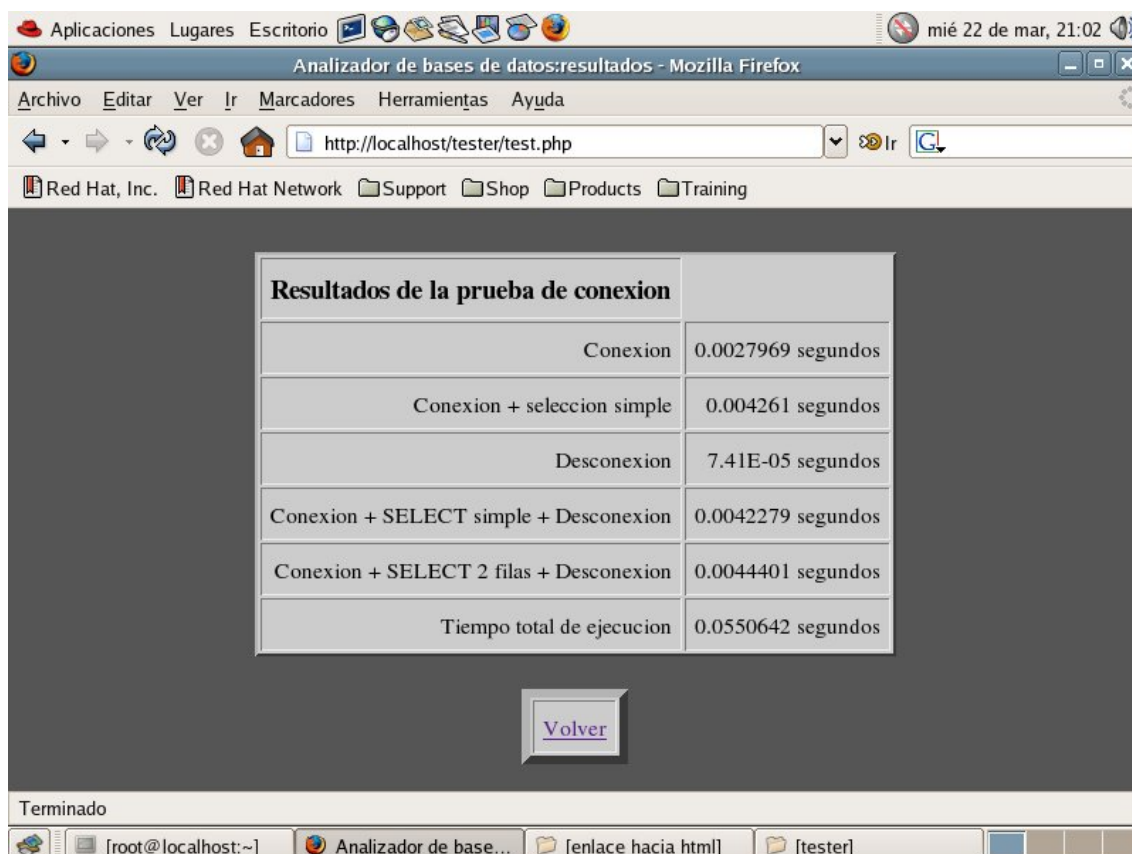 Aplicaciones Lugares Escritorio mié 22 de mar, 21:02
Analizador de bases de datos:resultados - Mozilla Firefox
Archivo Editar Ver Ir Marcadores Herramientas Ayuda
http://localhost/tester/test.php Ir G
Red Hat, Inc. Red Hat Network Support Shop Products Training
Resultados de la prueba de conexion
Conexion 0.0027969 segundos
Conexion + seleccion simple 0.004261 segundos
Desconexion 7.41E-05 segundos
Conexion + SELECT simple + Desconexion 0.0042279 segundos
Conexion + SELECT 2 filas + Desconexion 0.0044401 segundos
Tiempo total de ejecucion 0.0550642 segundos
Volver
Terminado
[root@localhost:~] Analizador de base... [enlace hacia html] [tester]